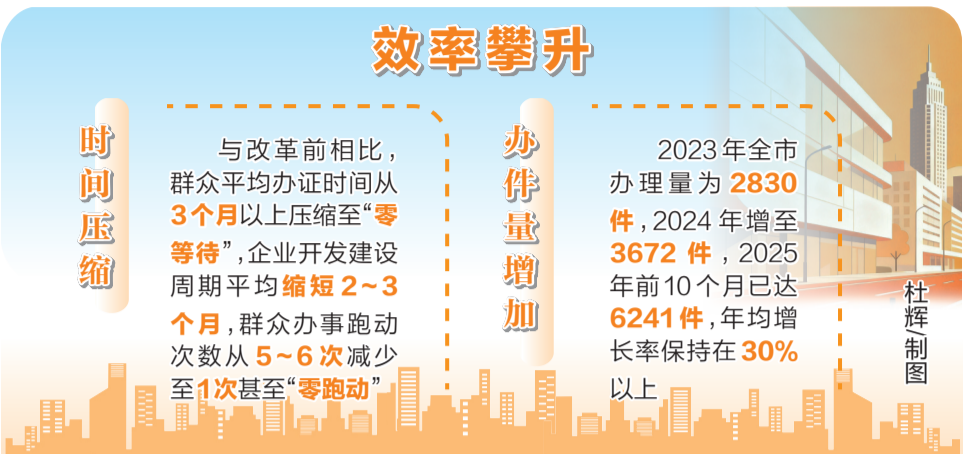 效率攀升
时间压缩
与改革前相比，
群众平均办证时间从
3个月以上压缩至“零
等待”，企业开发建设
周期平均缩短2~3
个月，群众办事跑动
次数从5~6次减少
至1次甚至“零跑动”
办件量增加
2023年全市
办理量为2830
件，2024年增至
3672件，2025
年前10个月已达
6241件，年均增
长率保持在30%
以上
杜辉/制图